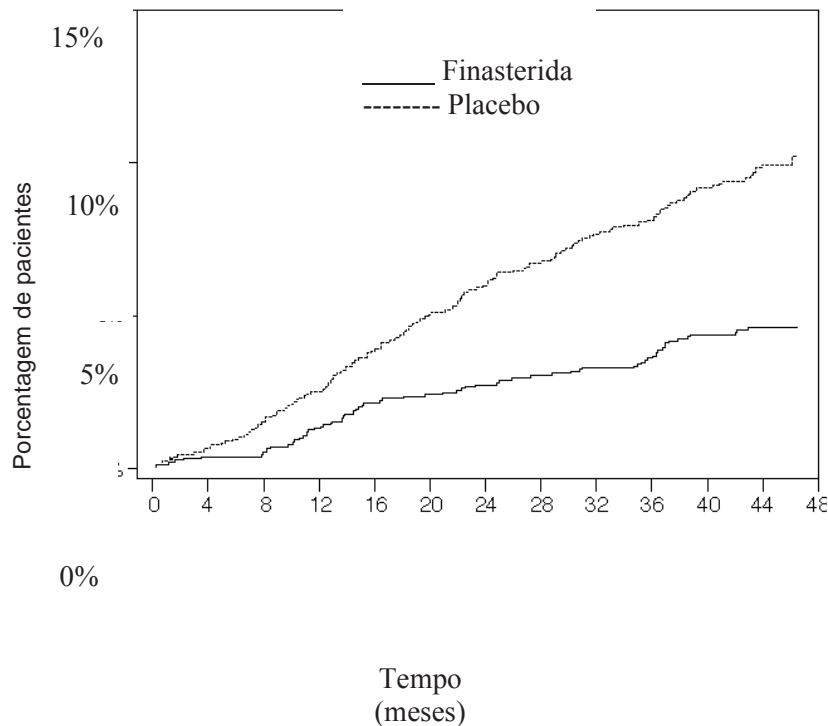 15%
Finasterida
Placebo
10%
Porcentagem de pacientes
5%
0 4 8 12 16 20 24 28 32 36 40 44 48
0%
Tempo
(meses)